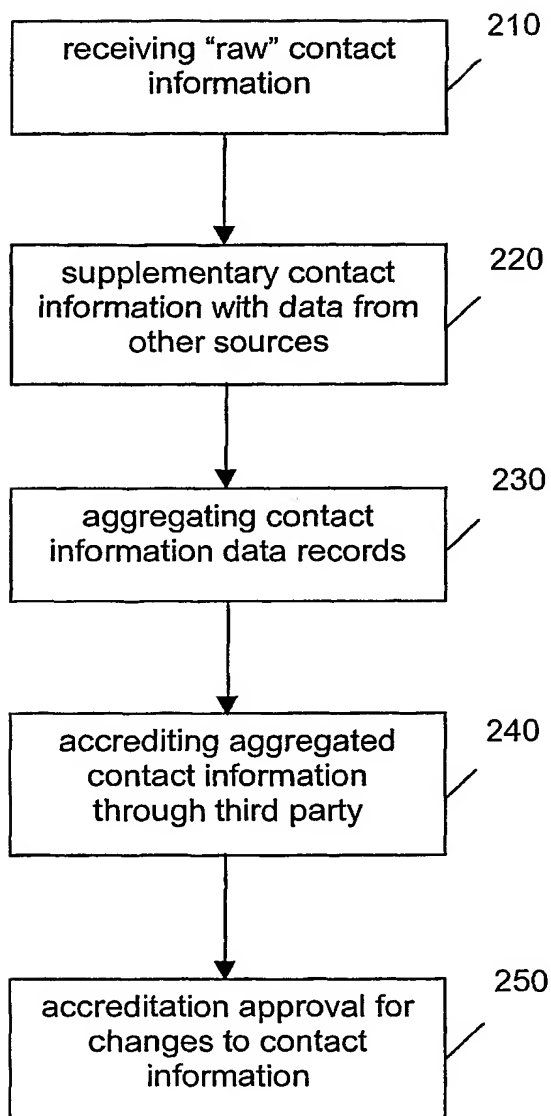 210
receiving “raw” contact
information
220
supplementary contact
information with data from
other sources
230
aggregating contact
information data records
240
accrediting aggregated
contact information
through third party
250
accreditation approval for
changes to contact
information